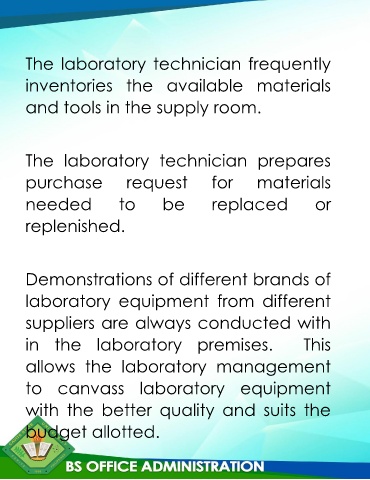 The laboratory technician frequently
inventories the available materials
and tools in the supply room.
The laboratory technician prepares
purchase request for materials
needed to be replaced or
replenished.
Demonstrations of different brands of
laboratory equipment from different
suppliers are always conducted with
in the laboratory premises. This
allows the laboratory management
to canvass laboratory equipment
with the better quality and suits the
budget allotted.
BS OFFICE ADMINISTRATION